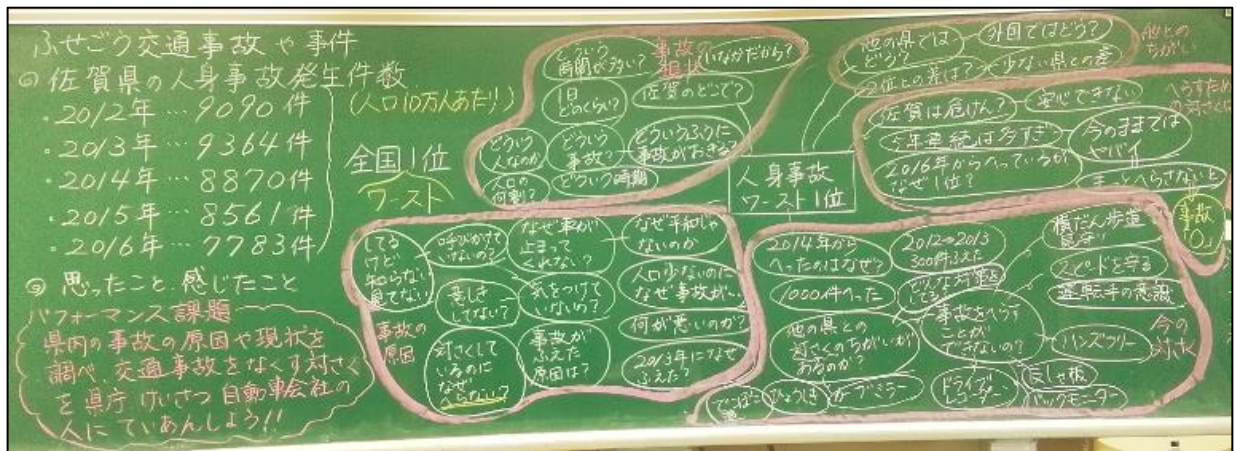 ふせごう交通事故や事件
◎佐賀県の人身事故発生件数
・2012年…9090件
・2013年…9364件
・2014年…8870件
・2015年…8561件
・2016年…7783件
(人口10万人あたり)
全国1位
ワースト
◎思ったこと 感じたこと
パフォーマンス課題
県内の事故の原因や現状を
調べ、交通事故をなくす対さく
を県庁 けいさつ 自動車会社の
人に ていあんしよう!!
どういう
時間が多い?
事故の
現状
いなかだから?
1日
どのくらい?
佐賀のどこで?
どういう
人なのか
どういう
事故?
どういうふうに
事故がおきる?
人口の
何割?
どういう時期
人身事故
ワースト1位
他の県では
どう?
外国ではどう?
他との
ちがい
2位との差は?
少ない県との差
へらすため
の対さく
佐賀は危けん?
安心できない
5年連続は多すぎ
今のままでは
ヤバイ
2016年からへっているが
なぜ1位?
もっとへらさないと
事故
「0」
してる
けど
知らない
見てない
呼びかけて
いないの?
なぜ車が
止まって
くれない?
なぜ平和じゃ
ないのか
意しき
してない?
気をつけて
いないの?
人口少ないのに
なぜ事故が…
事故の
原因
対さくして
いるのに
なぜ
へらない?
事故が
ふえた
原因は?
何が悪いのか?
2013年になぜ
ふえた?
2014年から
へったのはなぜ?
2012→2013
300件ふえた
横だん歩道
見守り
1000件へった
どんな対策を
してる?
スピードを守る
運転手の意識
他の県との
対さくのちがいが
あるのか?
事故をへらす
ことが
できないの?
ハンズフリー
今の
対さく
ひょうしき
カーブミラー
ドライブ
レコーダー
反しゃ板
バックモニター